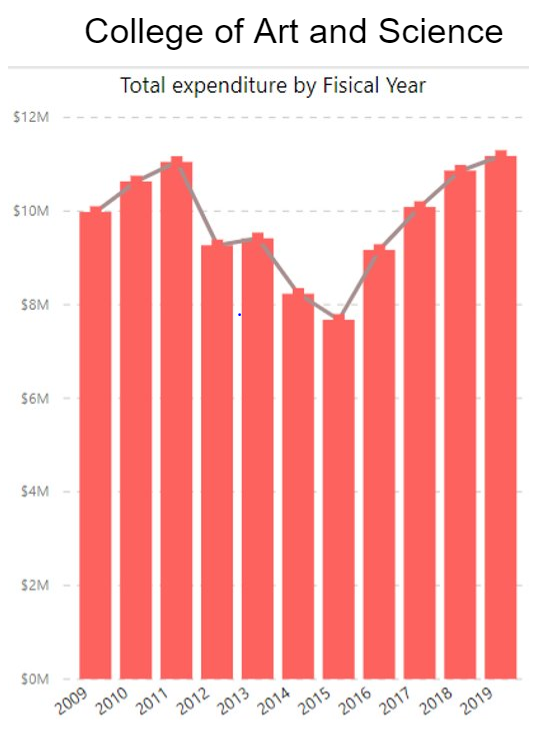 College of Art and Science
Total expenditure by Fisical Year
$12M
$10M
$8M
$6M
$4M
$2M
$0M
2009 2010 2011 2012 2013 2014 2015 2016 2017 2018 2019